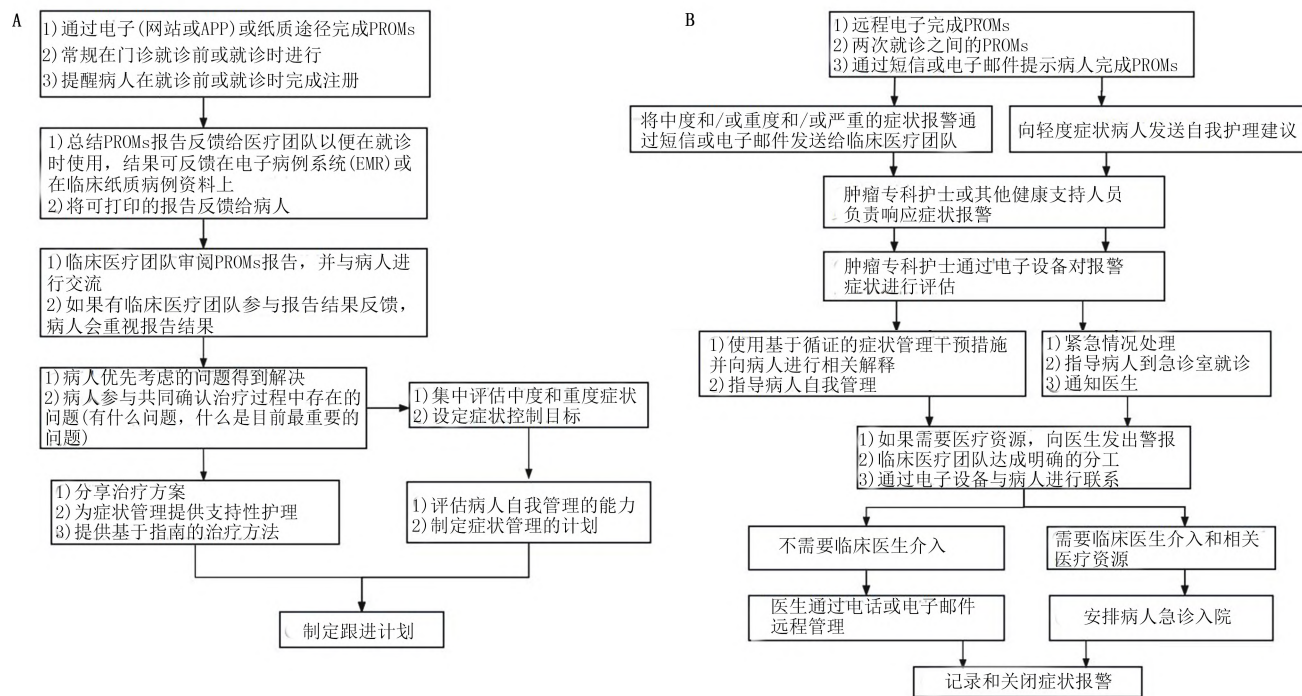 A
1)通过电子(网站或APP)或纸质途径完成PROMs
2)常规在门诊就诊前或就诊时进行
3)提醒病人在就诊前或就诊时完成注册
1)总结PROMs报告反馈给医疗团队以便在就诊
时使用，结果可反馈在电子病例系统(EMR)或
在临床纸质病例资料上
2)将可打印的报告反馈给病人
1)临床医疗团队审阅PROMs报告，并与病人进
行交流
2)如果有临床医疗团队参与报告结果反馈，
病人会重视报告结果
1)病人优先考虑的问题得到解决
2)病人参与共同确认治疗过程中存在的
问题(有什么问题，什么是目前最重要的
问题)
1)集中评估中度和重度症状
2)设定症状控制目标
1)分享治疗方案
2)为症状管理提供支持性护理
3)提供基于指南的治疗方法
1)评估病人自我管理的能力
2)制定症状管理的计划
制定跟进计划
B
1)远程电子完成PROMs
2)两次就诊之间的PROMs
3)通过短信或电子邮件提示病人完成PROMs
将中度和/或重度和/或严重的症状报警通
过短信或电子邮件发送给临床医疗团队
向轻度症状病人发送自我护理建议
肿瘤专科护士或其他健康支持人员
负责响应症状报警
肿瘤专科护士通过电子设备对报警
症状进行评估
1)使用基于循证的症状管理干预措施
并向病人进行相关解释
2)指导病人自我管理
1)紧急情况处理
2)指导病人到急诊室就诊
3)通知医生
1)如果需要医疗资源，向医生发出警报
2)临床医疗团队达成明确的分工
3)通过电子设备与病人进行联系
不需要临床医生介入
需要临床医生介入和相关
医疗资源
医生通过电话或电子邮件
远程管理
安排病人急诊入院
记录和关闭症状报警